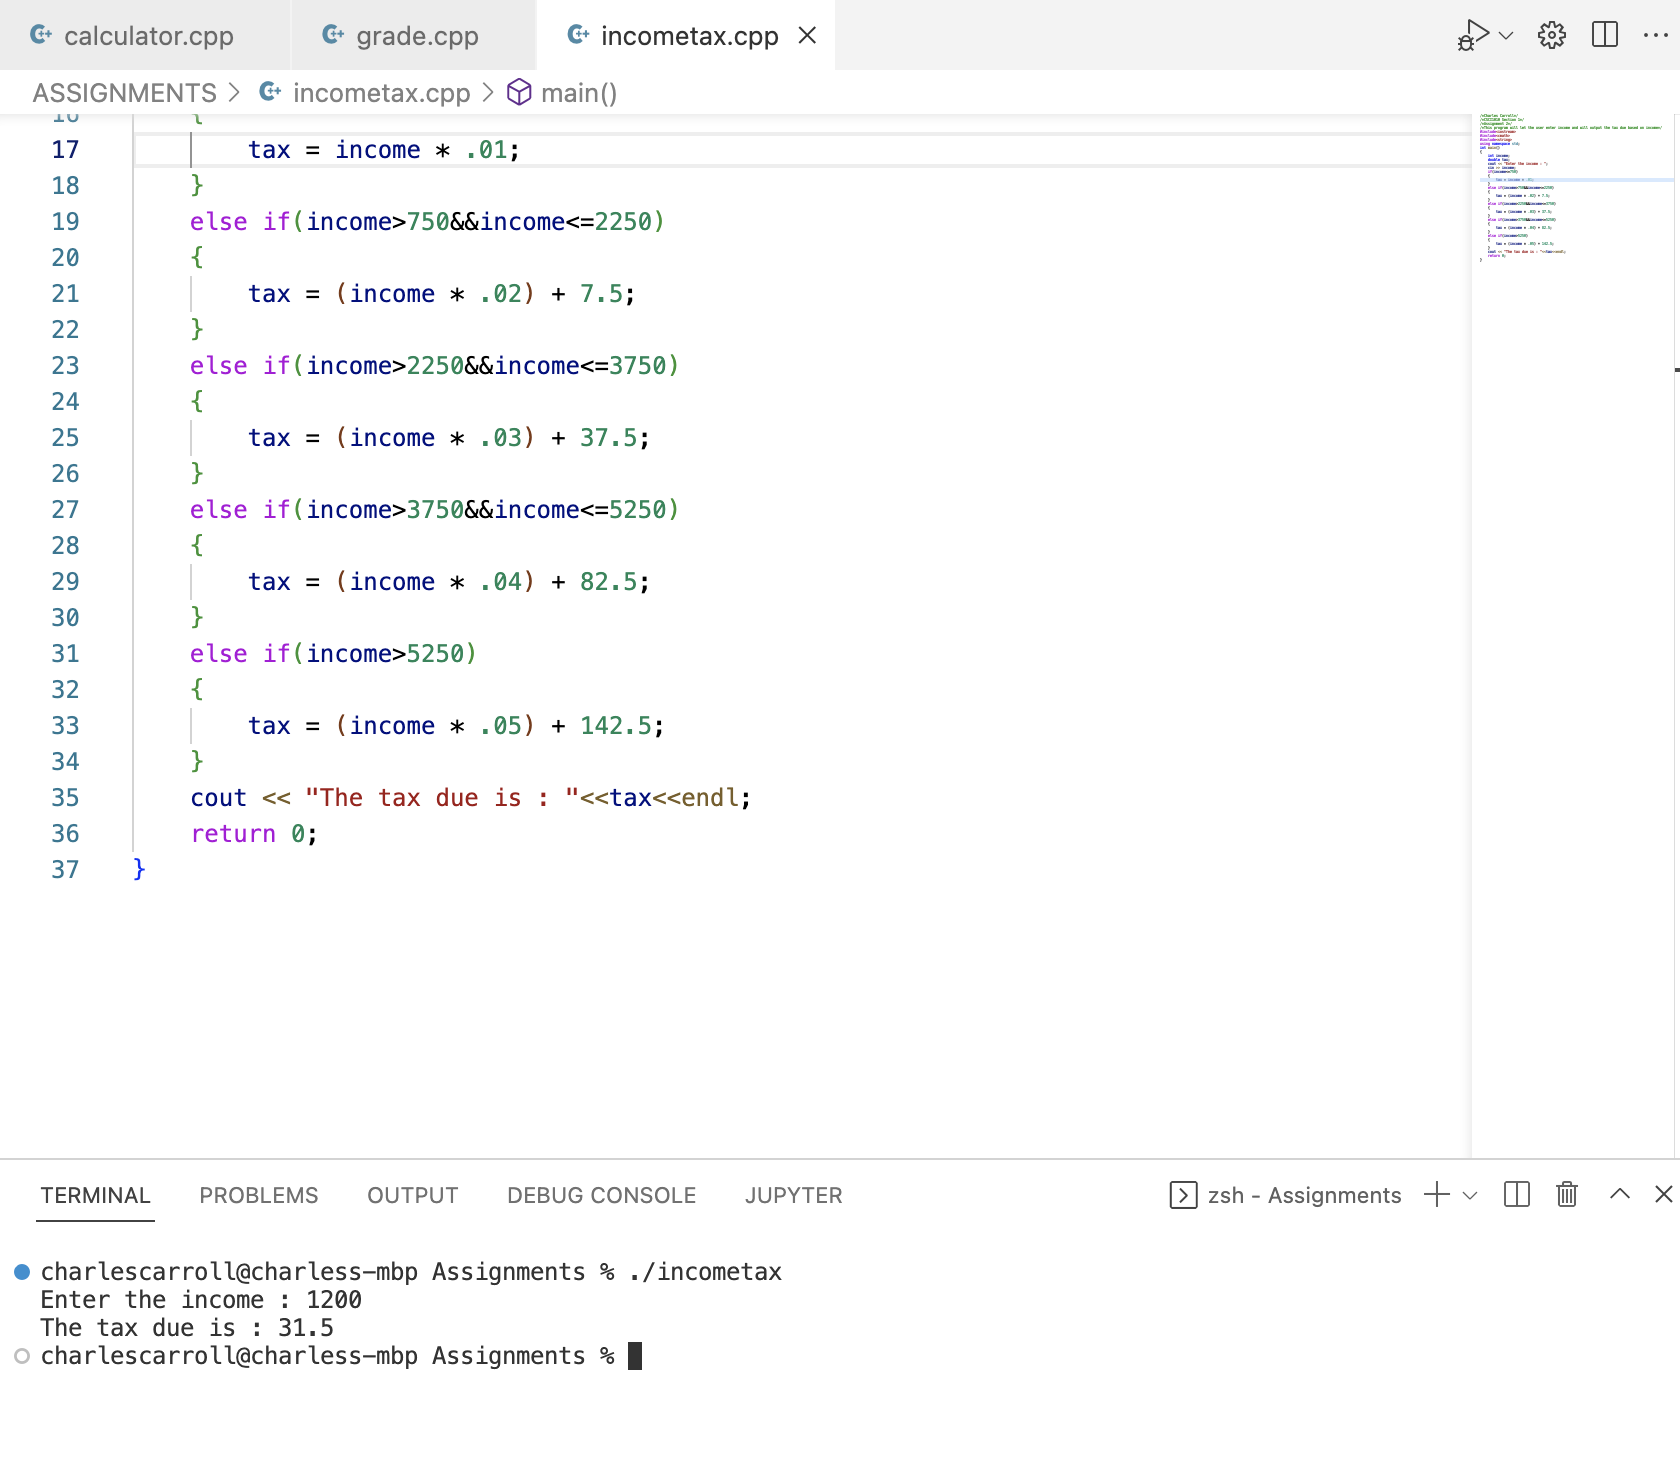 calculator.cpp grade.cpp incometax.cpp
ASSIGNMENTS > incometax.cpp > main()
16 {
17 tax = income * .01;
18 }
19 else if(income>750&&income<=2250)
20 {
21 tax = (income * .02) + 7.5;
22 }
23 else if(income>2250&&income<=3750)
24 {
25 tax = (income * .03) + 37.5;
26 }
27 else if(income>3750&&income<=5250)
28 {
29 tax = (income * .04) + 82.5;
30 }
31 else if(income>5250)
32 {
33 tax = (income * .05) + 142.5;
34 }
35 cout << "The tax due is : "<<tax<<endl;
36 return 0;
37 }
TERMINAL PROBLEMS OUTPUT DEBUG CONSOLE JUPYTER zsh - Assignments
charlescarroll@charless-mbp Assignments % ./incometax
Enter the income : 1200
The tax due is : 31.5
charlescarroll@charless-mbp Assignments %